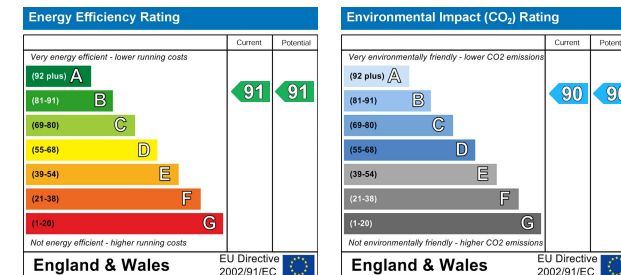 Energy Efficiency Rating
Current Potential
Very energy efficient - lower running costs
(92 plus) A
(81-91) B
(69-80) C
(55-68) D
(39-54) E
(21-38) F
(1-20) G
91 91
Not energy efficient - higher running costs
England & Wales
EU Directive
2002/91/EC
Environmental Impact (CO₂) Rating
Current Potent
Very environmentally friendly - lower CO2 emissions
(92 plus) A
(81-91) B
(69-80) C
(55-68) D
(39-54) E
(21-38) F
(1-20) G
90 90
Not environmentally friendly - higher CO2 emissions
England & Wales
EU Directive
2002/91/EC